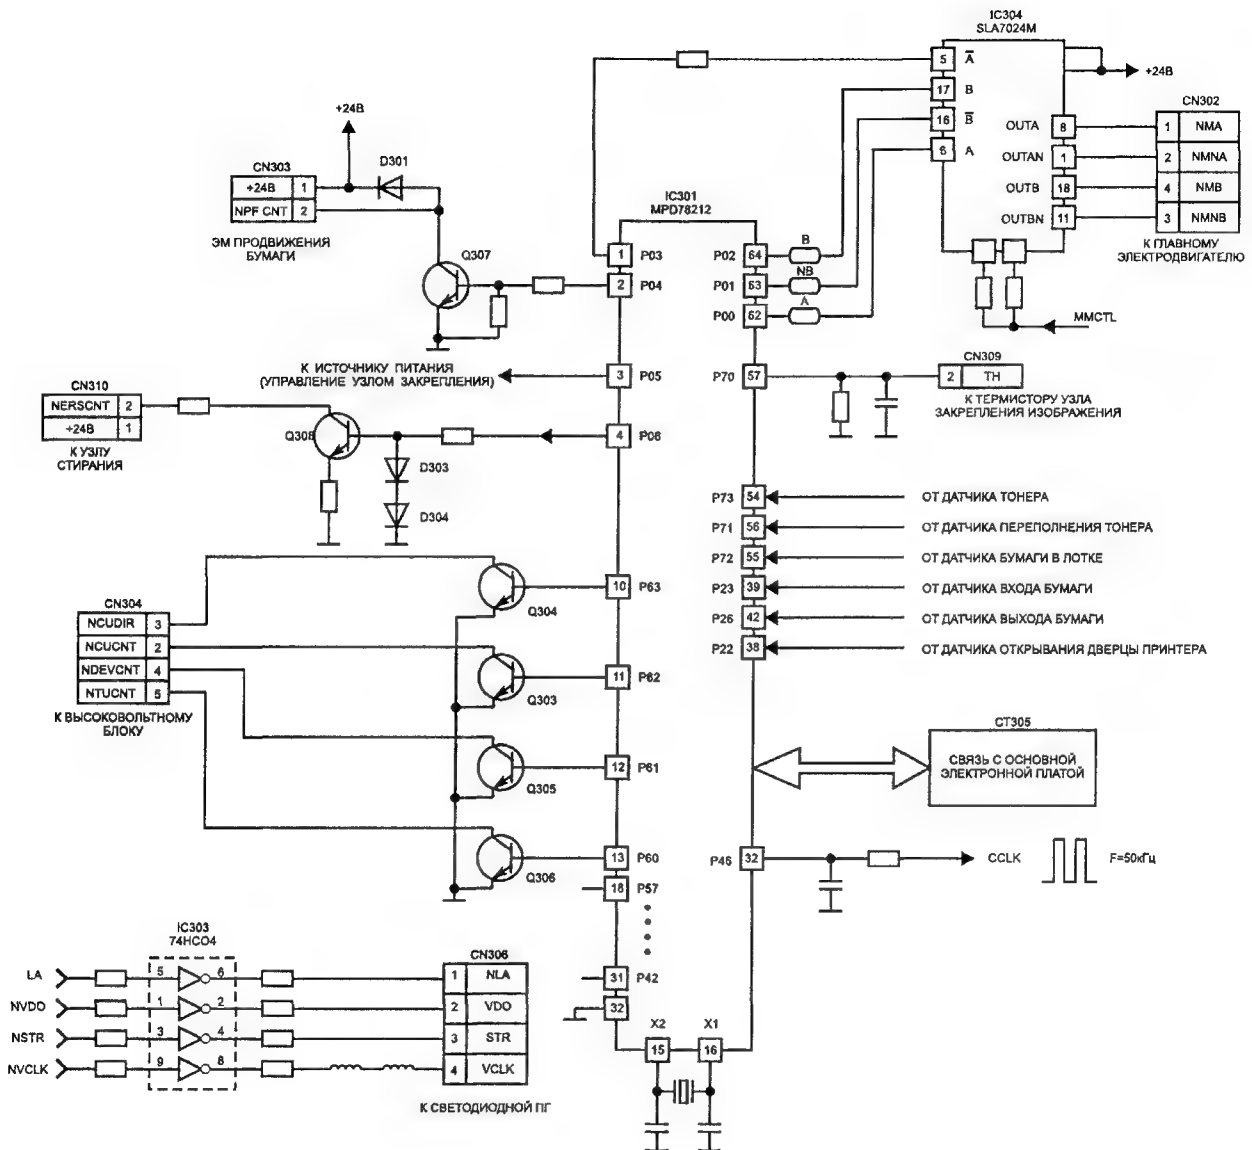 IC304
SLA7024M
5 A
17 B
16 B
6 A
+24В
OUTA 8
OUTAN 1
OUTB 18
OUTBN 11
CN302
1 NMA
2 NMNA
4 NMB
3 NMNB
К ГЛАВНОМУ
ЭЛЕКТРОДВИГАТЕЛЮ
MMCTL
+24В
D301
CN303
+24В 1
NPF CNT 2
ЭМ ПРОДВИЖЕНИЯ
БУМАГИ
Q307
IC301
MPD78212
1 P03
2 P04
P02 64 B
P01 63 NB
P00 62 A
К ИСТОЧНИКУ ПИТАНИЯ
(УПРАВЛЕНИЕ УЗЛОМ ЗАКРЕПЛЕНИЯ)
3 P05
P70 57
CN309
2 TH
К ТЕРМИСТОРУ УЗЛА
ЗАКРЕПЛЕНИЯ ИЗОБРАЖЕНИЯ
CN310
NERSCNT 2
+24В 1
К УЗЛУ
СТИРАНИЯ
Q308
4 P06
D303
D304
P73 54 ОТ ДАТЧИКА ТОНЕРА
P71 56 ОТ ДАТЧИКА ПЕРЕПОЛНЕНИЯ ТОНЕРА
P72 55 ОТ ДАТЧИКА БУМАГИ В ЛОТКЕ
P23 39 ОТ ДАТЧИКА ВХОДА БУМАГИ
P26 42 ОТ ДАТЧИКА ВЫХОДА БУМАГИ
P22 38 ОТ ДАТЧИКА ОТКРЫВАНИЯ ДВЕРЦЫ ПРИНТЕРА
CN304
NCUDIR 3
NCUCNT 2
NDEVCNT 4
NTUCNT 5
К ВЫСОКОВОЛЬТНОМУ
БЛОКУ
Q304
10 P63
Q303
11 P62
Q305
12 P61
Q306
13 P60
18 P57
31 P42
32
CT305
СВЯЗЬ С ОСНОВНОЙ
ЭЛЕКТРОННОЙ ПЛАТОЙ
P46 32
CCLK
F=50кГц
IC303
74HC04
LA 5 6
NVDO 1 2
NSTR 3 4
NVCLK 9 8
CN306
1 NLA
2 VDO
3 STR
4 VCLK
К СВЕТОДИОДНОЙ ПГ
X2 X1
15 16